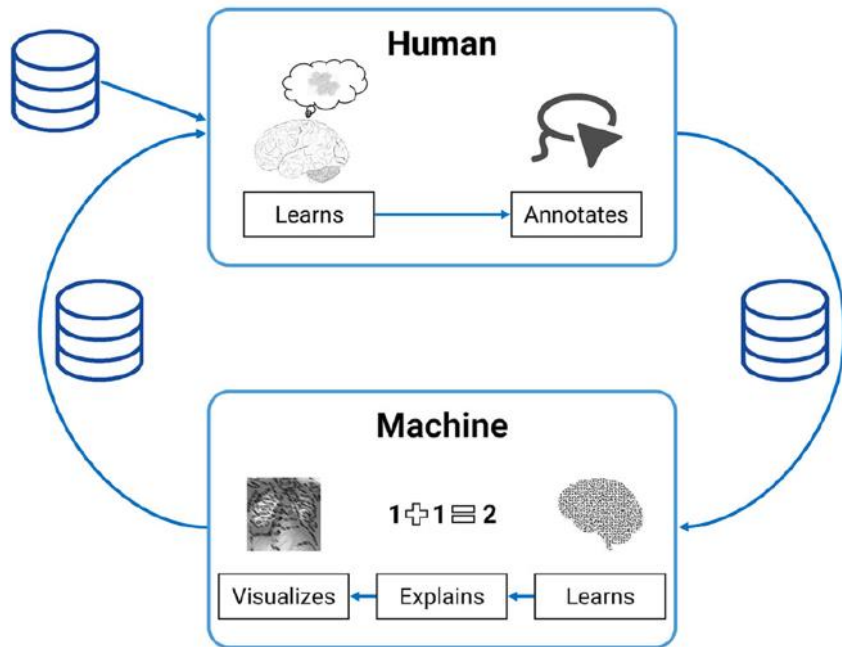 Human
Learns
Annotates
Machine
1+1=2
Visualizes
Explains
Learns